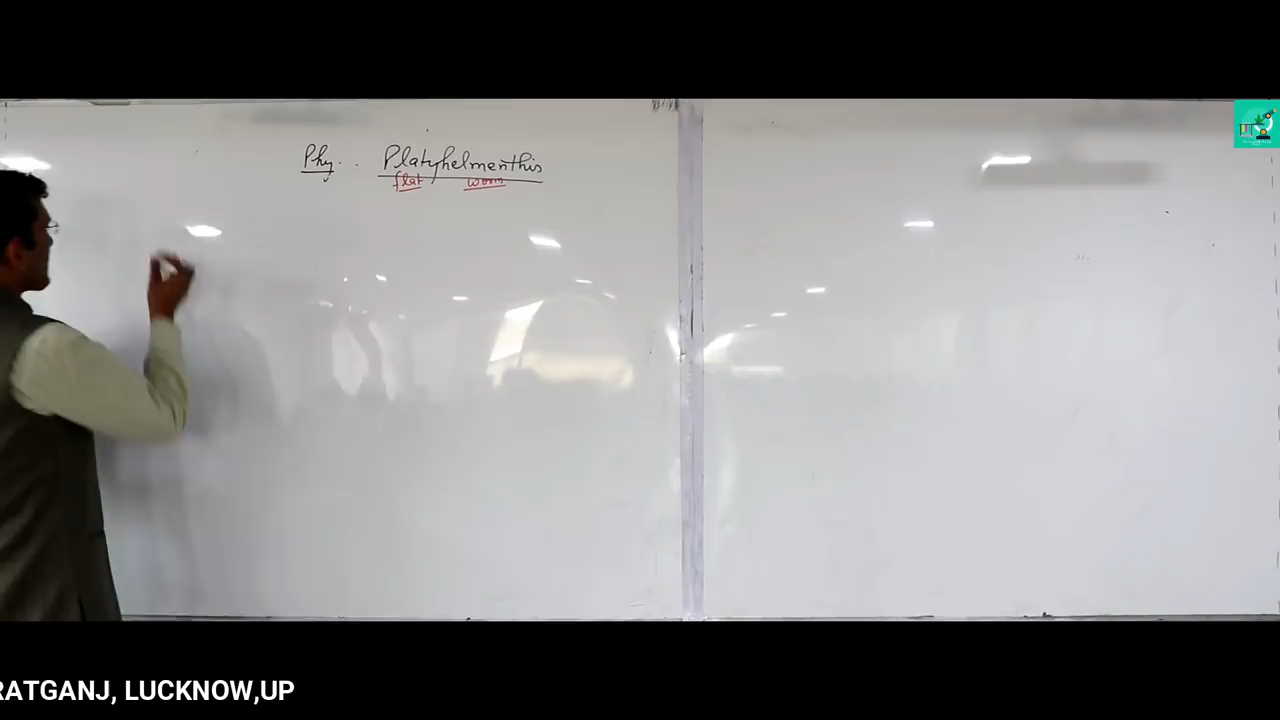 Phy. . Platyhelmenthis
flat worm
RATGANJ, LUCKNOW,UP